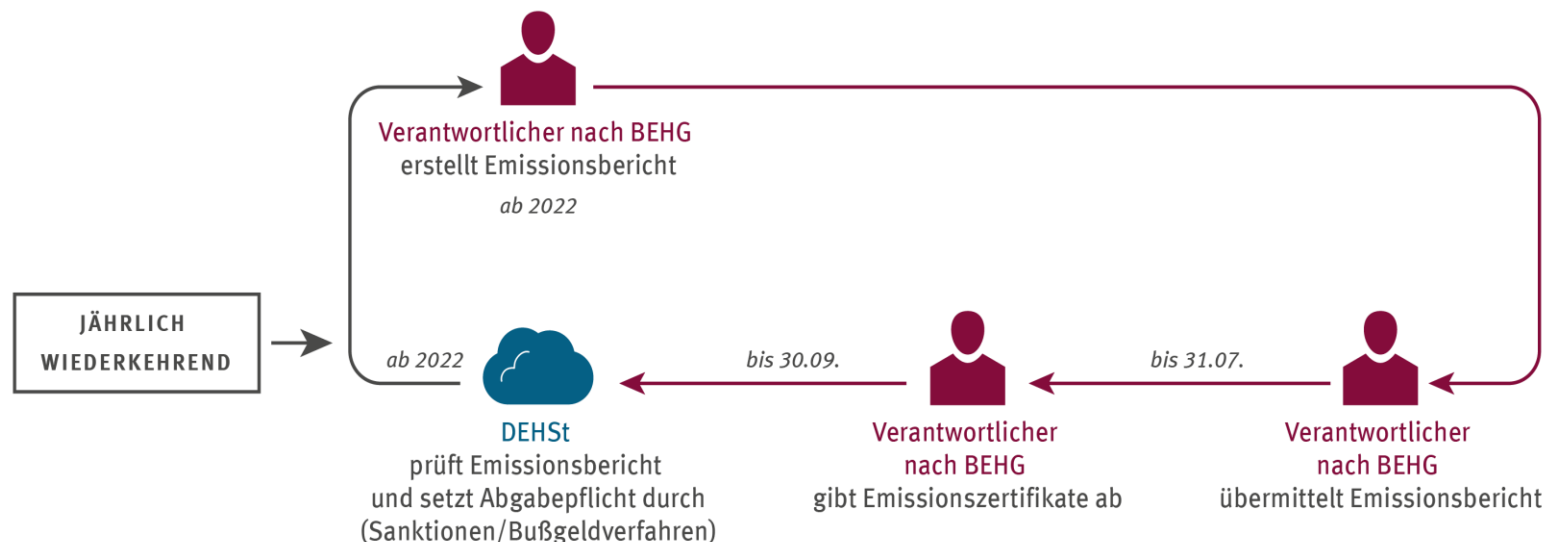 Verantwortlicher nach BEHG
erstellt Emissionsbericht
ab 2022
JÄHRLICH
WIEDERKEHREND
ab 2022
bis 30.09.
bis 31.07.
DEHSt
prüft Emissionsbericht
und setzt Abgabepflicht durch
(Sanktionen/Bußgeldverfahren)
Verantwortlicher
nach BEHG
gibt Emissionszertifikate ab
Verantwortlicher
nach BEHG
übermittelt Emissionsbericht